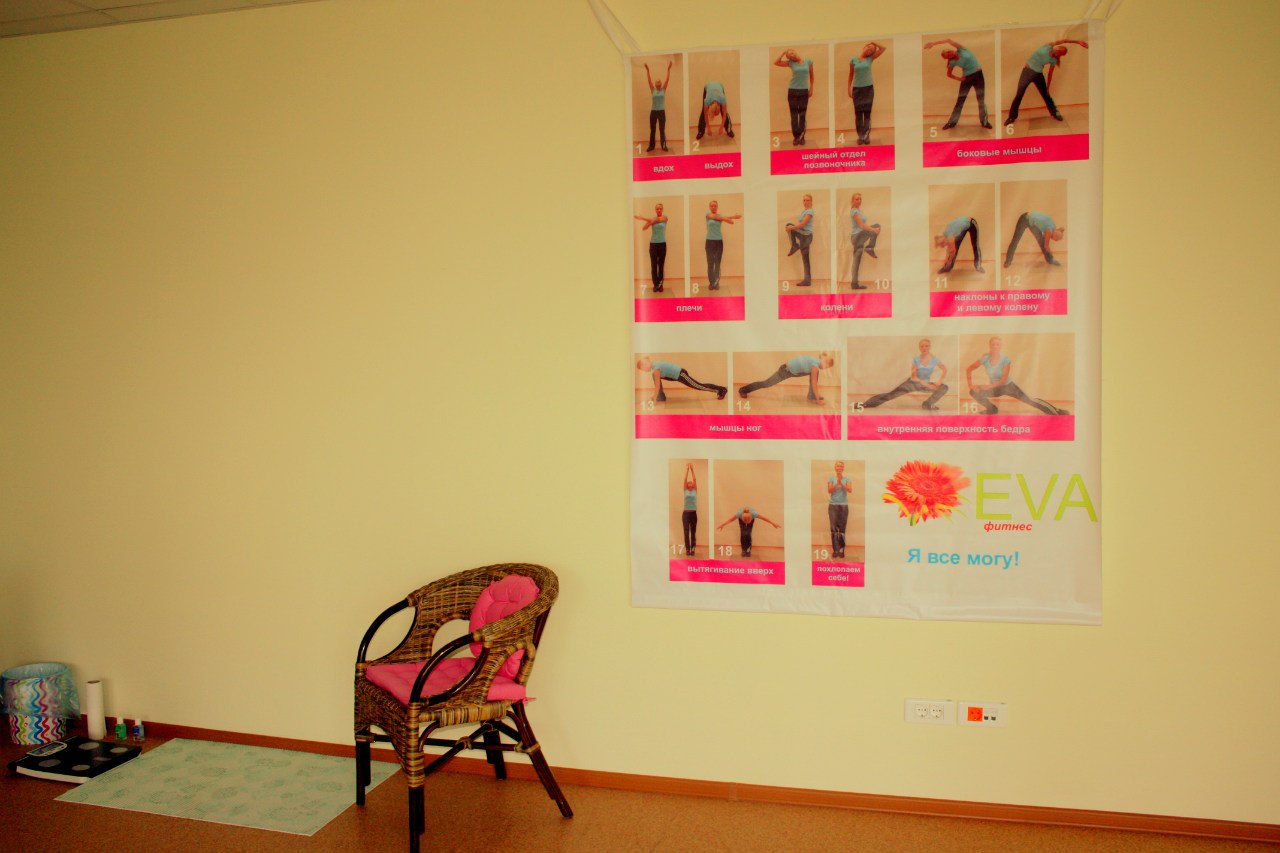 1
2
вдох
выдох
3
4
шейный отдел
позвоночника
5
6
боковые мышцы
7
8
плечи
9
10
колени
11
12
наклоны к правому
и левому колену
13
14
мышцы ног
15
16
внутренняя поверхность бедра
17
18
вытягивание вверх
19
похлопаем
себе!
EVA
фитнес
Я все могу!